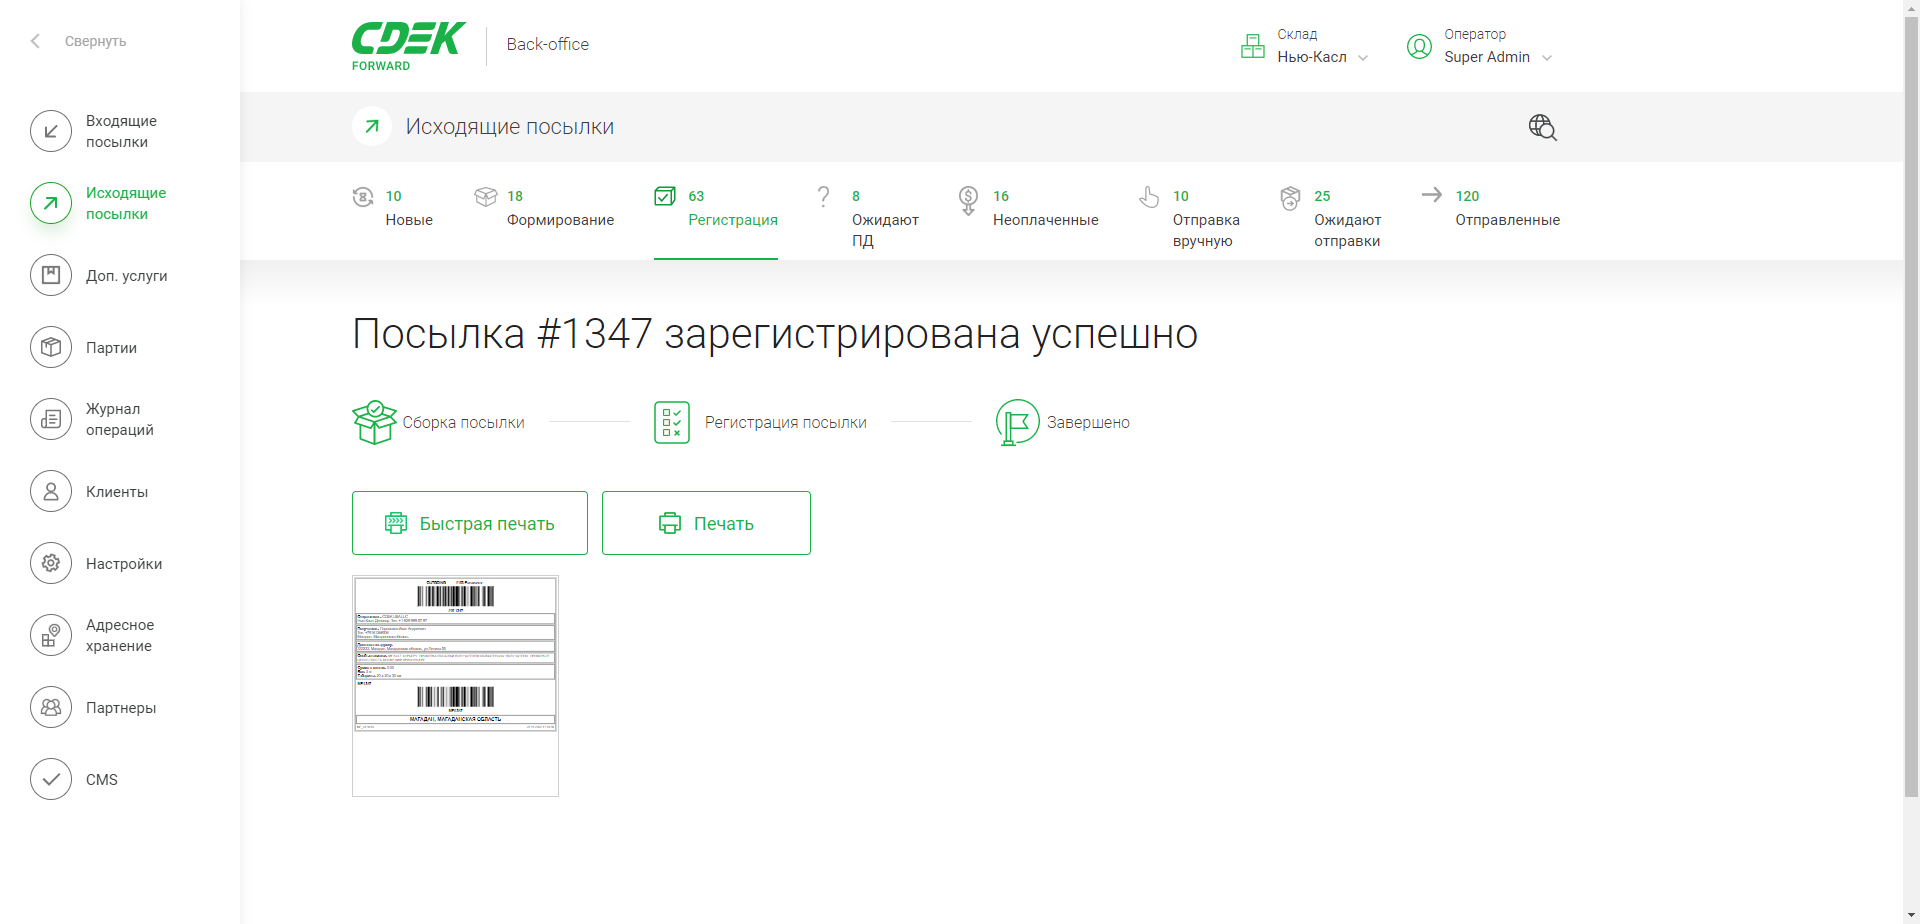 Свернуть
Входящие
посылки
Исходящие
посылки
Доп. услуги
Партии
Журнал
операций
Клиенты
Настройки
Адресное
хранение
Партнеры
CMS
CDEK
FORWARD
Back-office
Склад
Нью-Касл
Оператор
Super Admin
Исходящие посылки
10
Новые
18
Формирование
63
Регистрация
8
Ожидают
ПД
16
Неоплаченные
10
Отправка
вручную
25
Ожидают
отправки
120
Отправленные
Посылка #1347 зарегистрирована успешно
Сборка посылки
Регистрация посылки
Завершено
Быстрая печать
Печать
МАГАДАН, МАГАДАНСКАЯ ОБЛАСТЬ